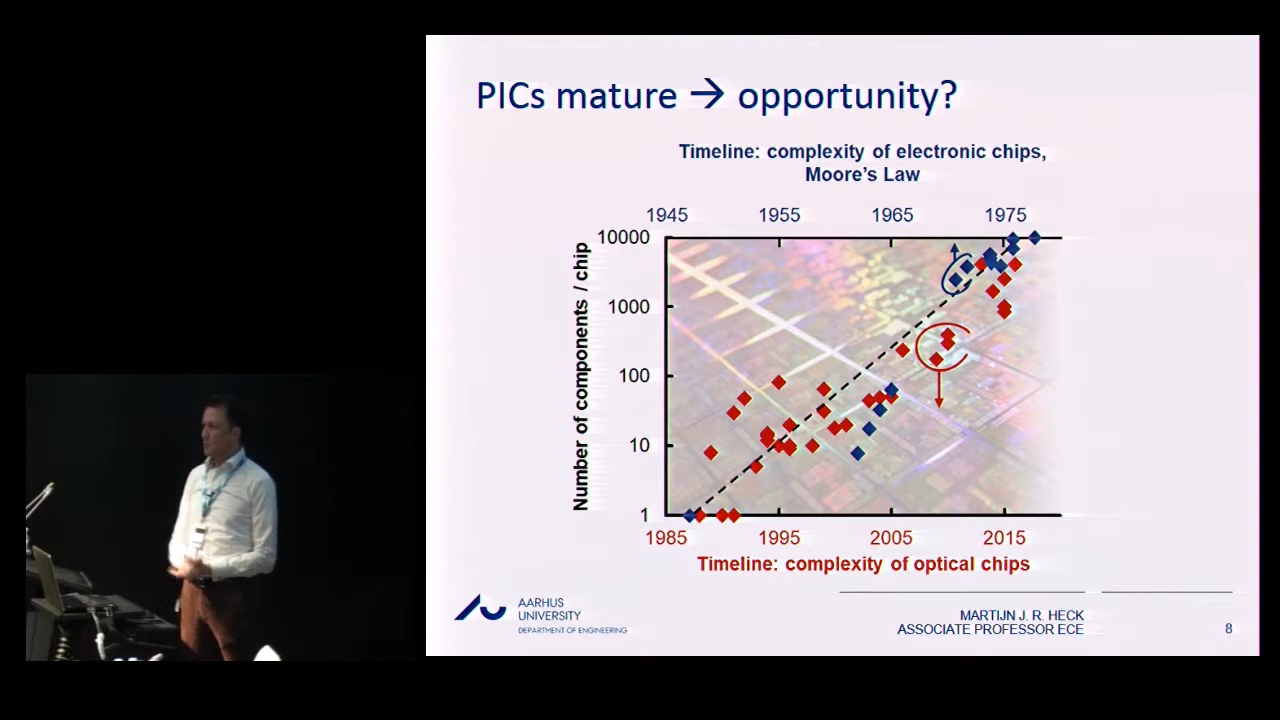 PICs mature → opportunity?
Timeline: complexity of electronic chips,
Moore's Law
1945 1955 1965 1975
Number of components / chip
10000
1000
100
10
1
1985 1995 2005 2015
Timeline: complexity of optical chips
AARHUS
UNIVERSITY
DEPARTMENT OF ENGINEERING
MARTIJN J. R. HECK
ASSOCIATE PROFESSOR ECE
8